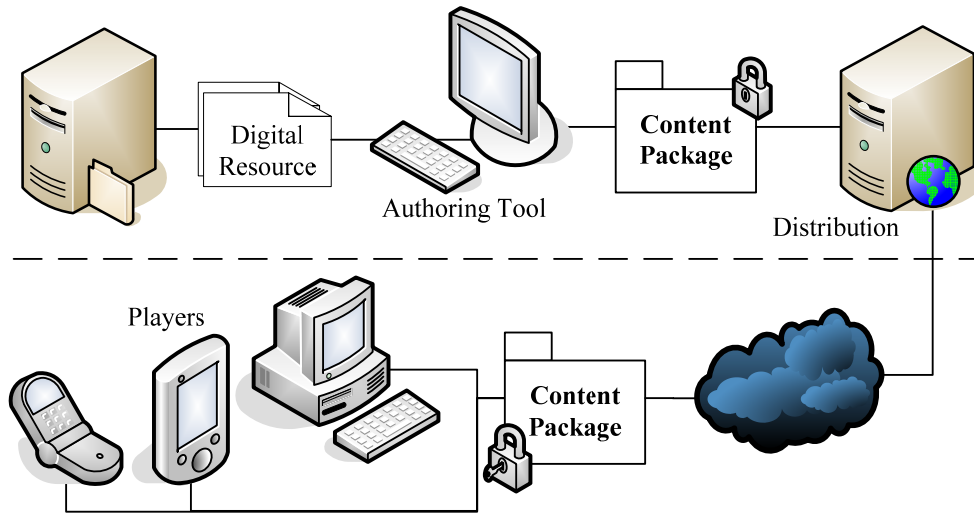 Digital
Resource
Authoring Tool
Content
Package
Distribution
Players
Content
Package